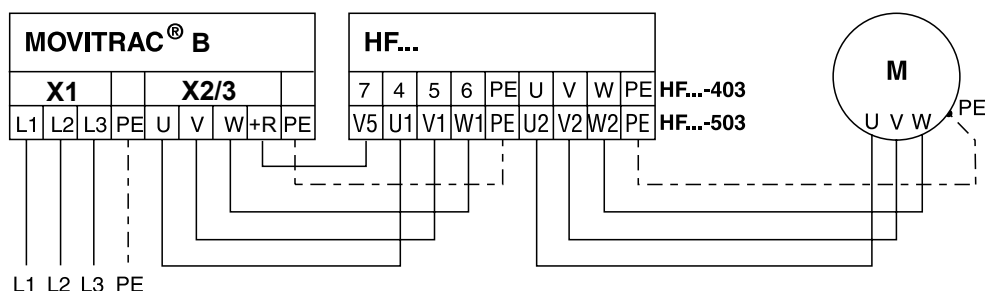 MOVITRAC® B HF...
M
X1 X2/3 7 4 5 6 PE U V W PE HF...-403
L1 L2 L3 PE U V W +R PE V5 U1 V1 W1 PE U2 V2 W2 PE HF...-503
PE
U V W
L1 L2 L3 PE